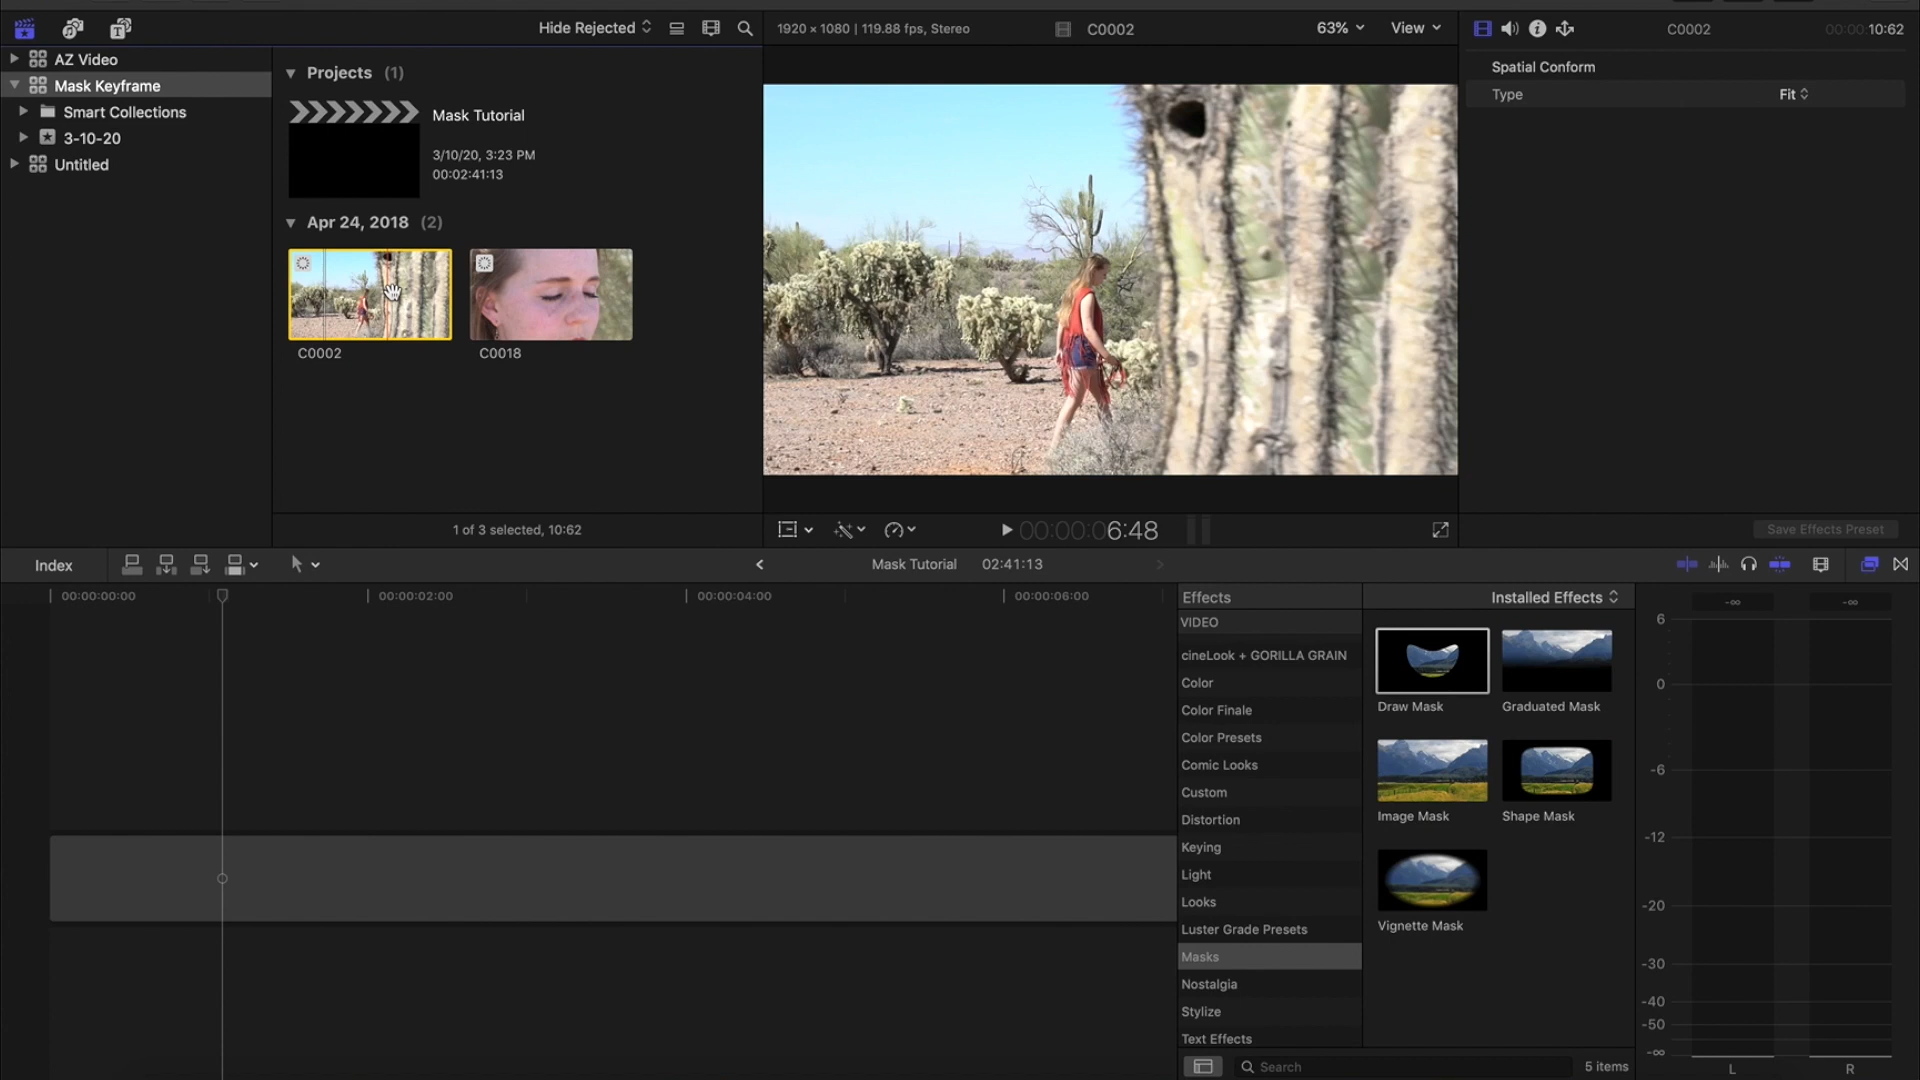 Hide Rejected
1920 × 1080 | 119.88 fps, Stereo
C0002
63%
View
C0002
00:00:10:62
AZ Video
Mask Keyframe
Smart Collections
3-10-20
Untitled
Projects (1)
Mask Tutorial
3/10/20, 3:23 PM
00:02:41:13
Apr 24, 2018 (2)
C0002
C0018
1 of 3 selected, 10:62
00:00:06:48
Spatial Conform
Type
Fit
Save Effects Preset
Index
Mask Tutorial
02:41:13
00:00:00:00
00:00:02:00
00:00:04:00
00:00:06:00
Effects
Installed Effects
VIDEO
cineLook + GORILLA GRAIN
Color
Color Finale
Color Presets
Comic Looks
Custom
Distortion
Keying
Light
Looks
Luster Grade Presets
Masks
Nostalgia
Stylize
Text Effects
Draw Mask
Graduated Mask
Image Mask
Shape Mask
Vignette Mask
Search
5 items
-∞
-∞
6
0
-6
-12
-20
-30
-40
-50
-∞
L
R